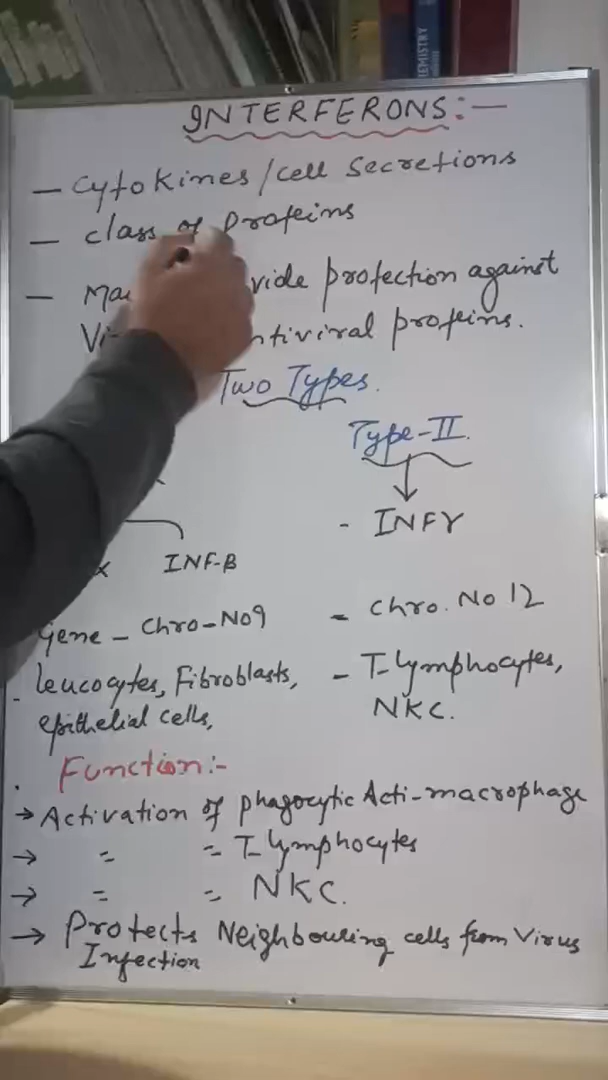 CHEMISTRY
INTERFERONS:-
- Cytokines/cell Secretions
- class of Proteins
- protection against
antiviral proteins.
Two Types.
Type-II
- INFγ
INF-B
Gene - Chro-No9
- Chro. No 12
- leucocytes, Fibroblasts,
epithelial cells,
- T-lymphocytes,
NKC.
Function:-
→ Activation of phagocytic Acti-macrophage
→ = = T-lymphocytes
→ = = NKC.
→ Protects Neighbouring cells from Virus
Infection